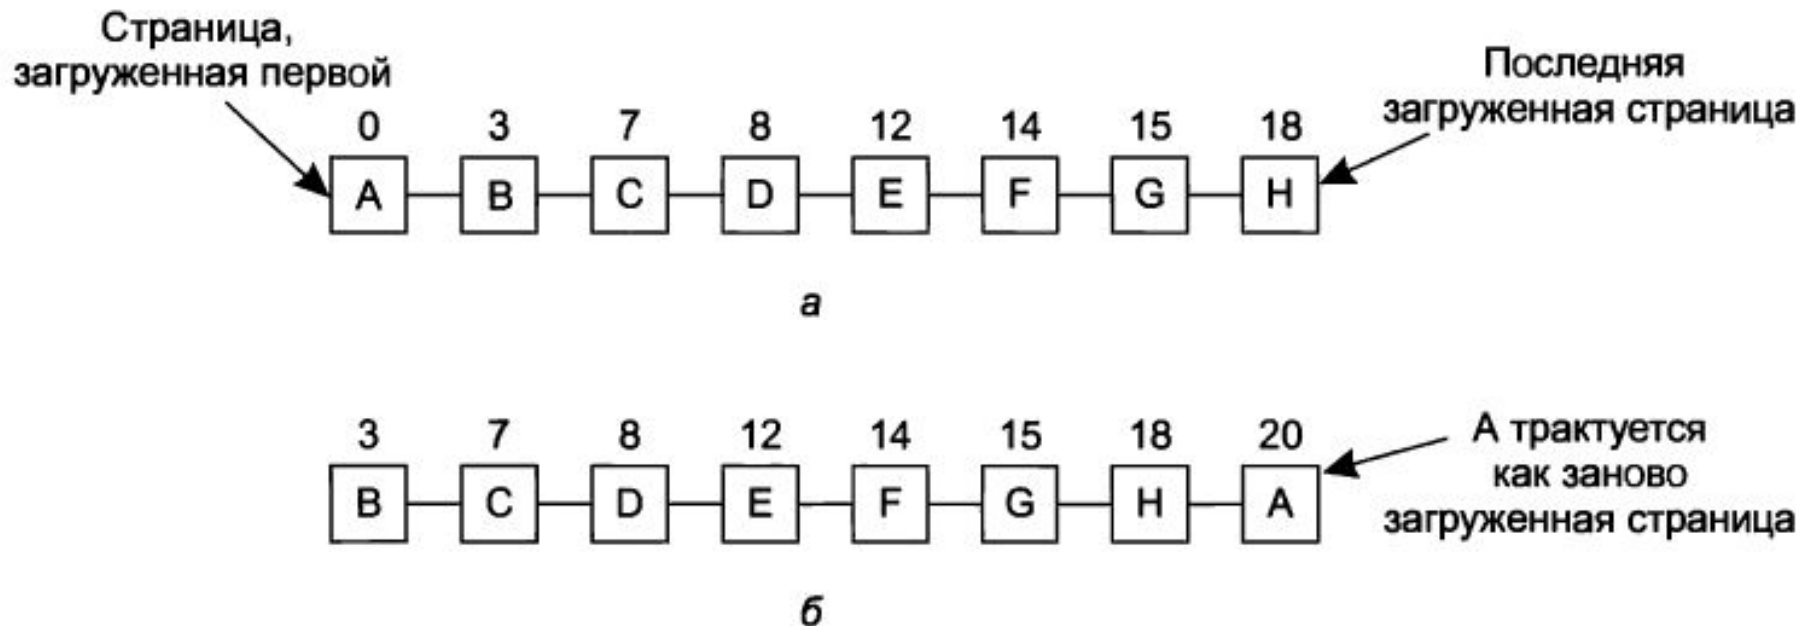 Страница,
загруженная первой
Последняя
загруженная страница
0 3 7 8 12 14 15 18
A B C D E F G H
а
3 7 8 12 14 15 18 20
B C D E F G H A
А трактуется
как заново
загруженная страница
б